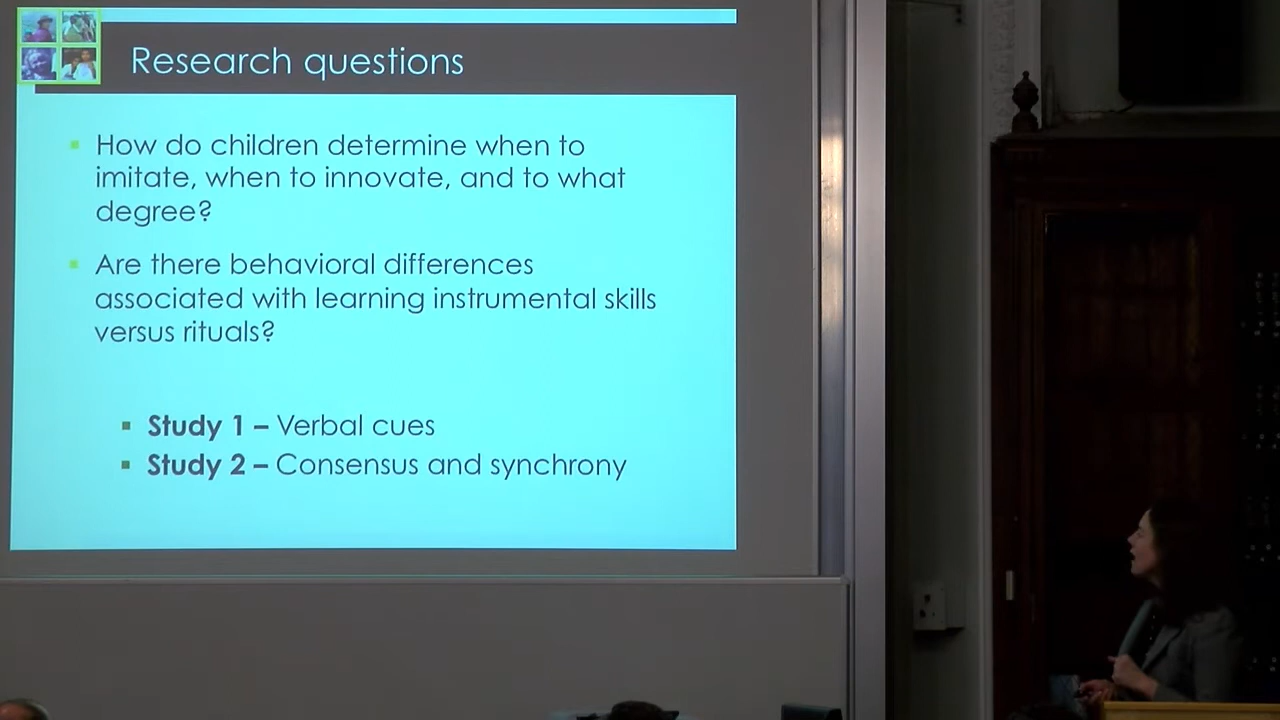 Research questions
How do children determine when to
imitate, when to innovate, and to what
degree?
Are there behavioral differences
associated with learning instrumental skills
versus rituals?
Study 1 – Verbal cues
Study 2 – Consensus and synchrony